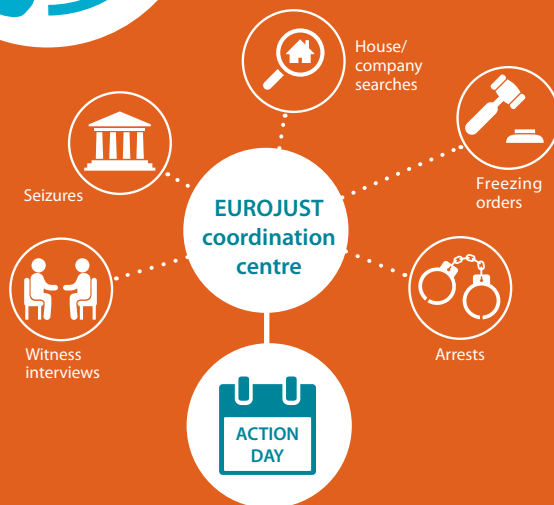 House/
company
searches
Seizures
Freezing
orders
EUROJUST
coordination
centre
Witness
interviews
Arrests
ACTION
DAY